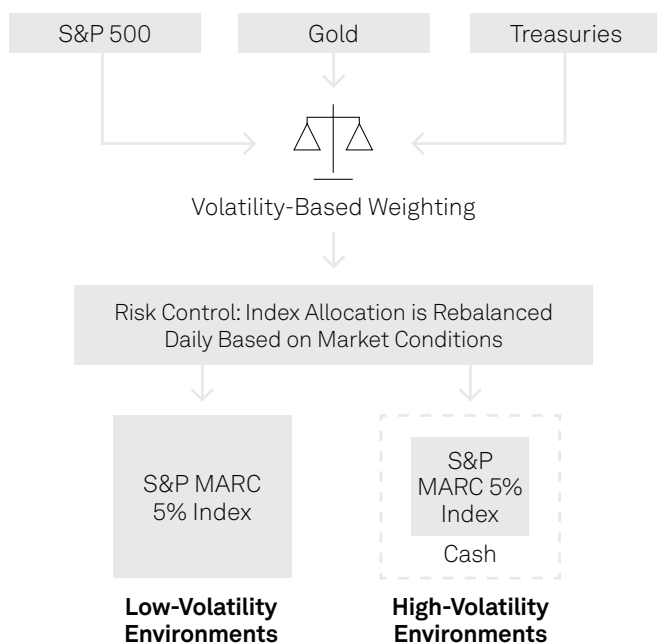 S&P 500
Gold
Treasuries
Volatility-Based Weighting
Risk Control: Index Allocation is Rebalanced
Daily Based on Market Conditions
S&P MARC
5% Index
S&P
MARC 5%
Index
Cash
Low-Volatility
Environments
High-Volatility
Environments